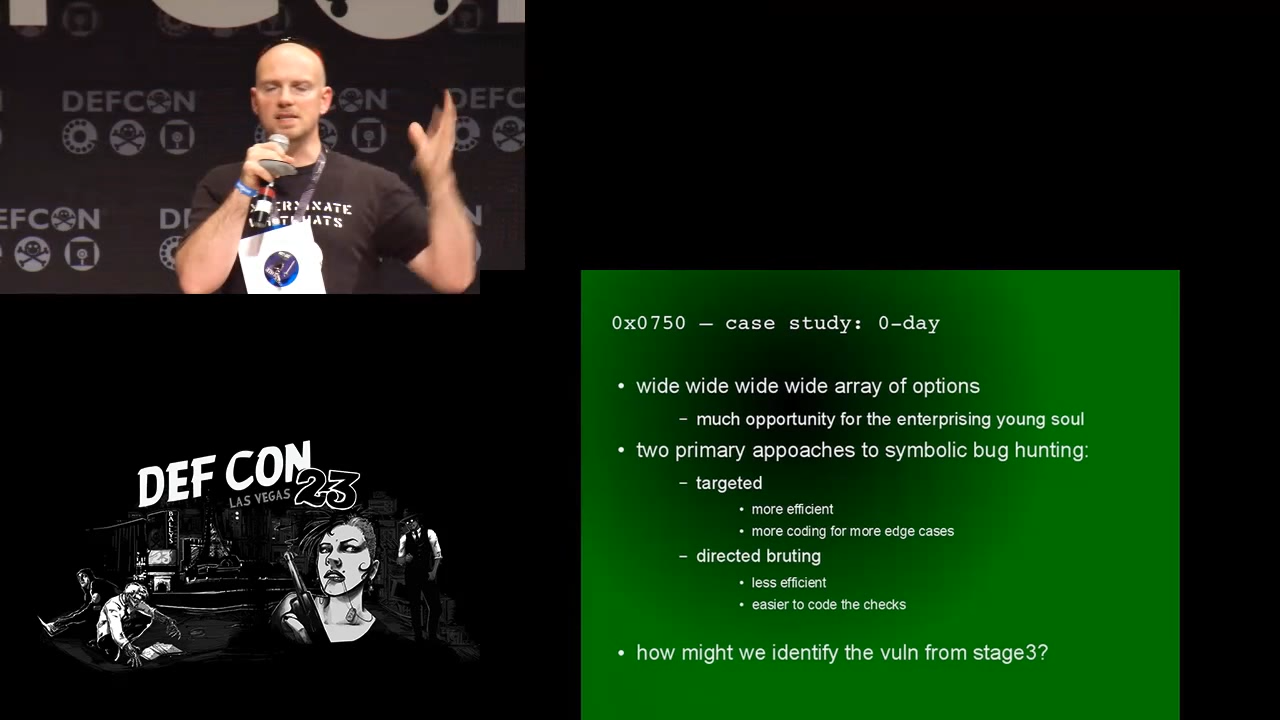 DEFCON
DEFCON
DEF CON 23
LAS VEGAS
BALLYS
0x0750 – case study: 0-day
• wide wide wide wide array of options
– much opportunity for the enterprising young soul
• two primary appoaches to symbolic bug hunting:
– targeted
• more efficient
• more coding for more edge cases
– directed bruting
• less efficient
• easier to code the checks
• how might we identify the vuln from stage3?